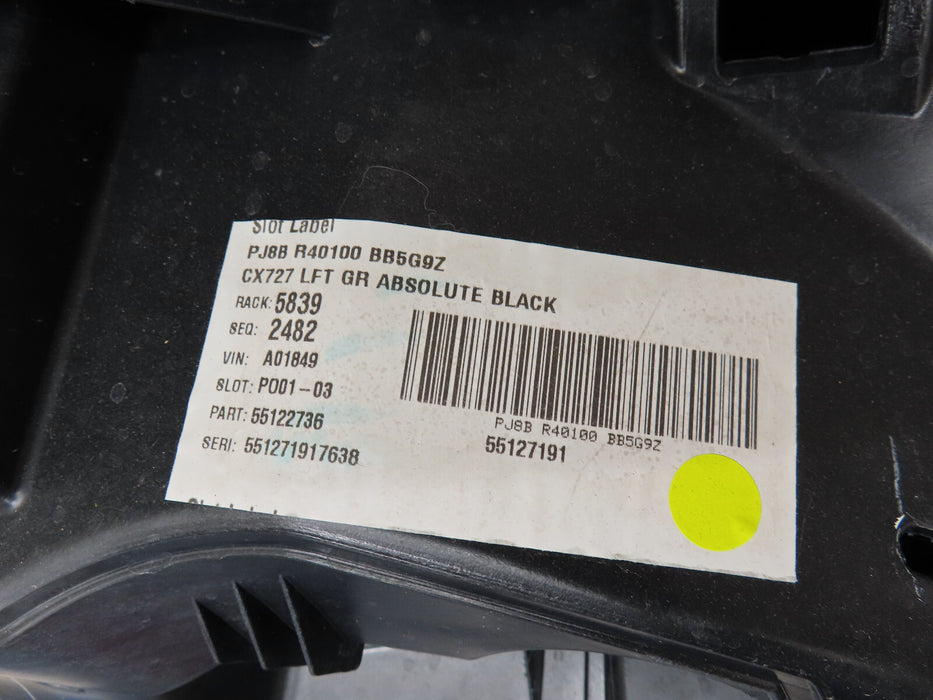 Slot Label
PJ8B R40100 BB5G9Z
CX727 LFT GR ABSOLUTE BLACK
RACK: 5839
SEQ: 2482
VIN: A01849
SLOT: P001-03
PART: 55122736
SERI: 551271917638
PJ8B R40100 BB5G9Z
55127191